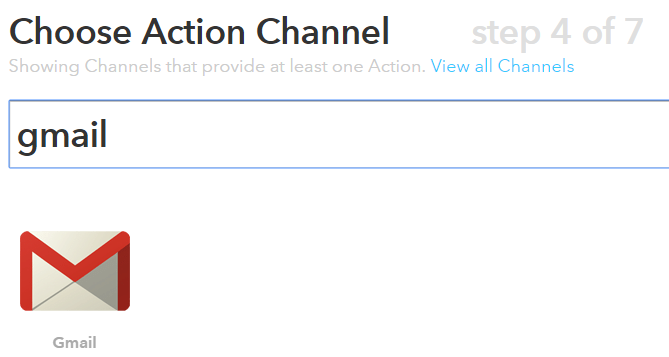 Choose Action Channel step 4 of 7
Showing Channels that provide at least one Action. View all Channels
gmail
Gmail